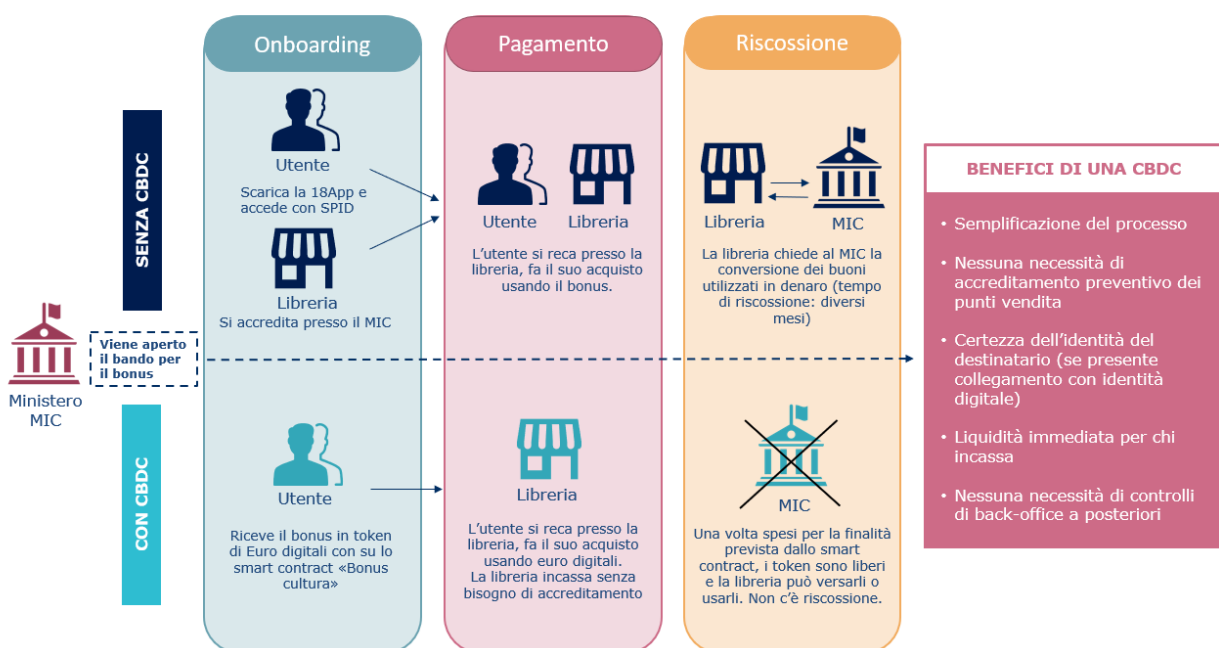 Onboarding
Pagamento
Riscossione
SENZA CBDC
Utente
Scarica la 18App e
accede con SPID
Libreria
Si accredita presso il MIC
Utente
Libreria
L'utente si reca presso la
libreria, fa il suo acquisto
usando il bonus.
Libreria
MIC
La libreria chiede al MIC la
conversione dei buoni
utilizzati in denaro (tempo
di riscossione: diversi
mesi)
Ministero
MIC
Viene aperto
il bando per
il bonus
CON CBDC
Utente
Riceve il bonus in token
di Euro digitali con su lo
smart contract «Bonus
cultura»
Libreria
L'utente si reca presso la
libreria, fa il suo acquisto
usando euro digitali.
La libreria incassa senza
bisogno di accreditamento
MIC
Una volta spesi per la finalità
prevista dallo smart
contract, i token sono liberi
e la libreria può versarli o
usarli. Non c'è riscossione.
BENEFICI DI UNA CBDC
• Semplificazione del processo
• Nessuna necessità di
accreditamento preventivo dei
punti vendita
• Certezza dell'identità del
destinatario (se presente
collegamento con identità
digitale)
• Liquidità immediata per chi
incassa
• Nessuna necessità di controlli
di back-office a posteriori